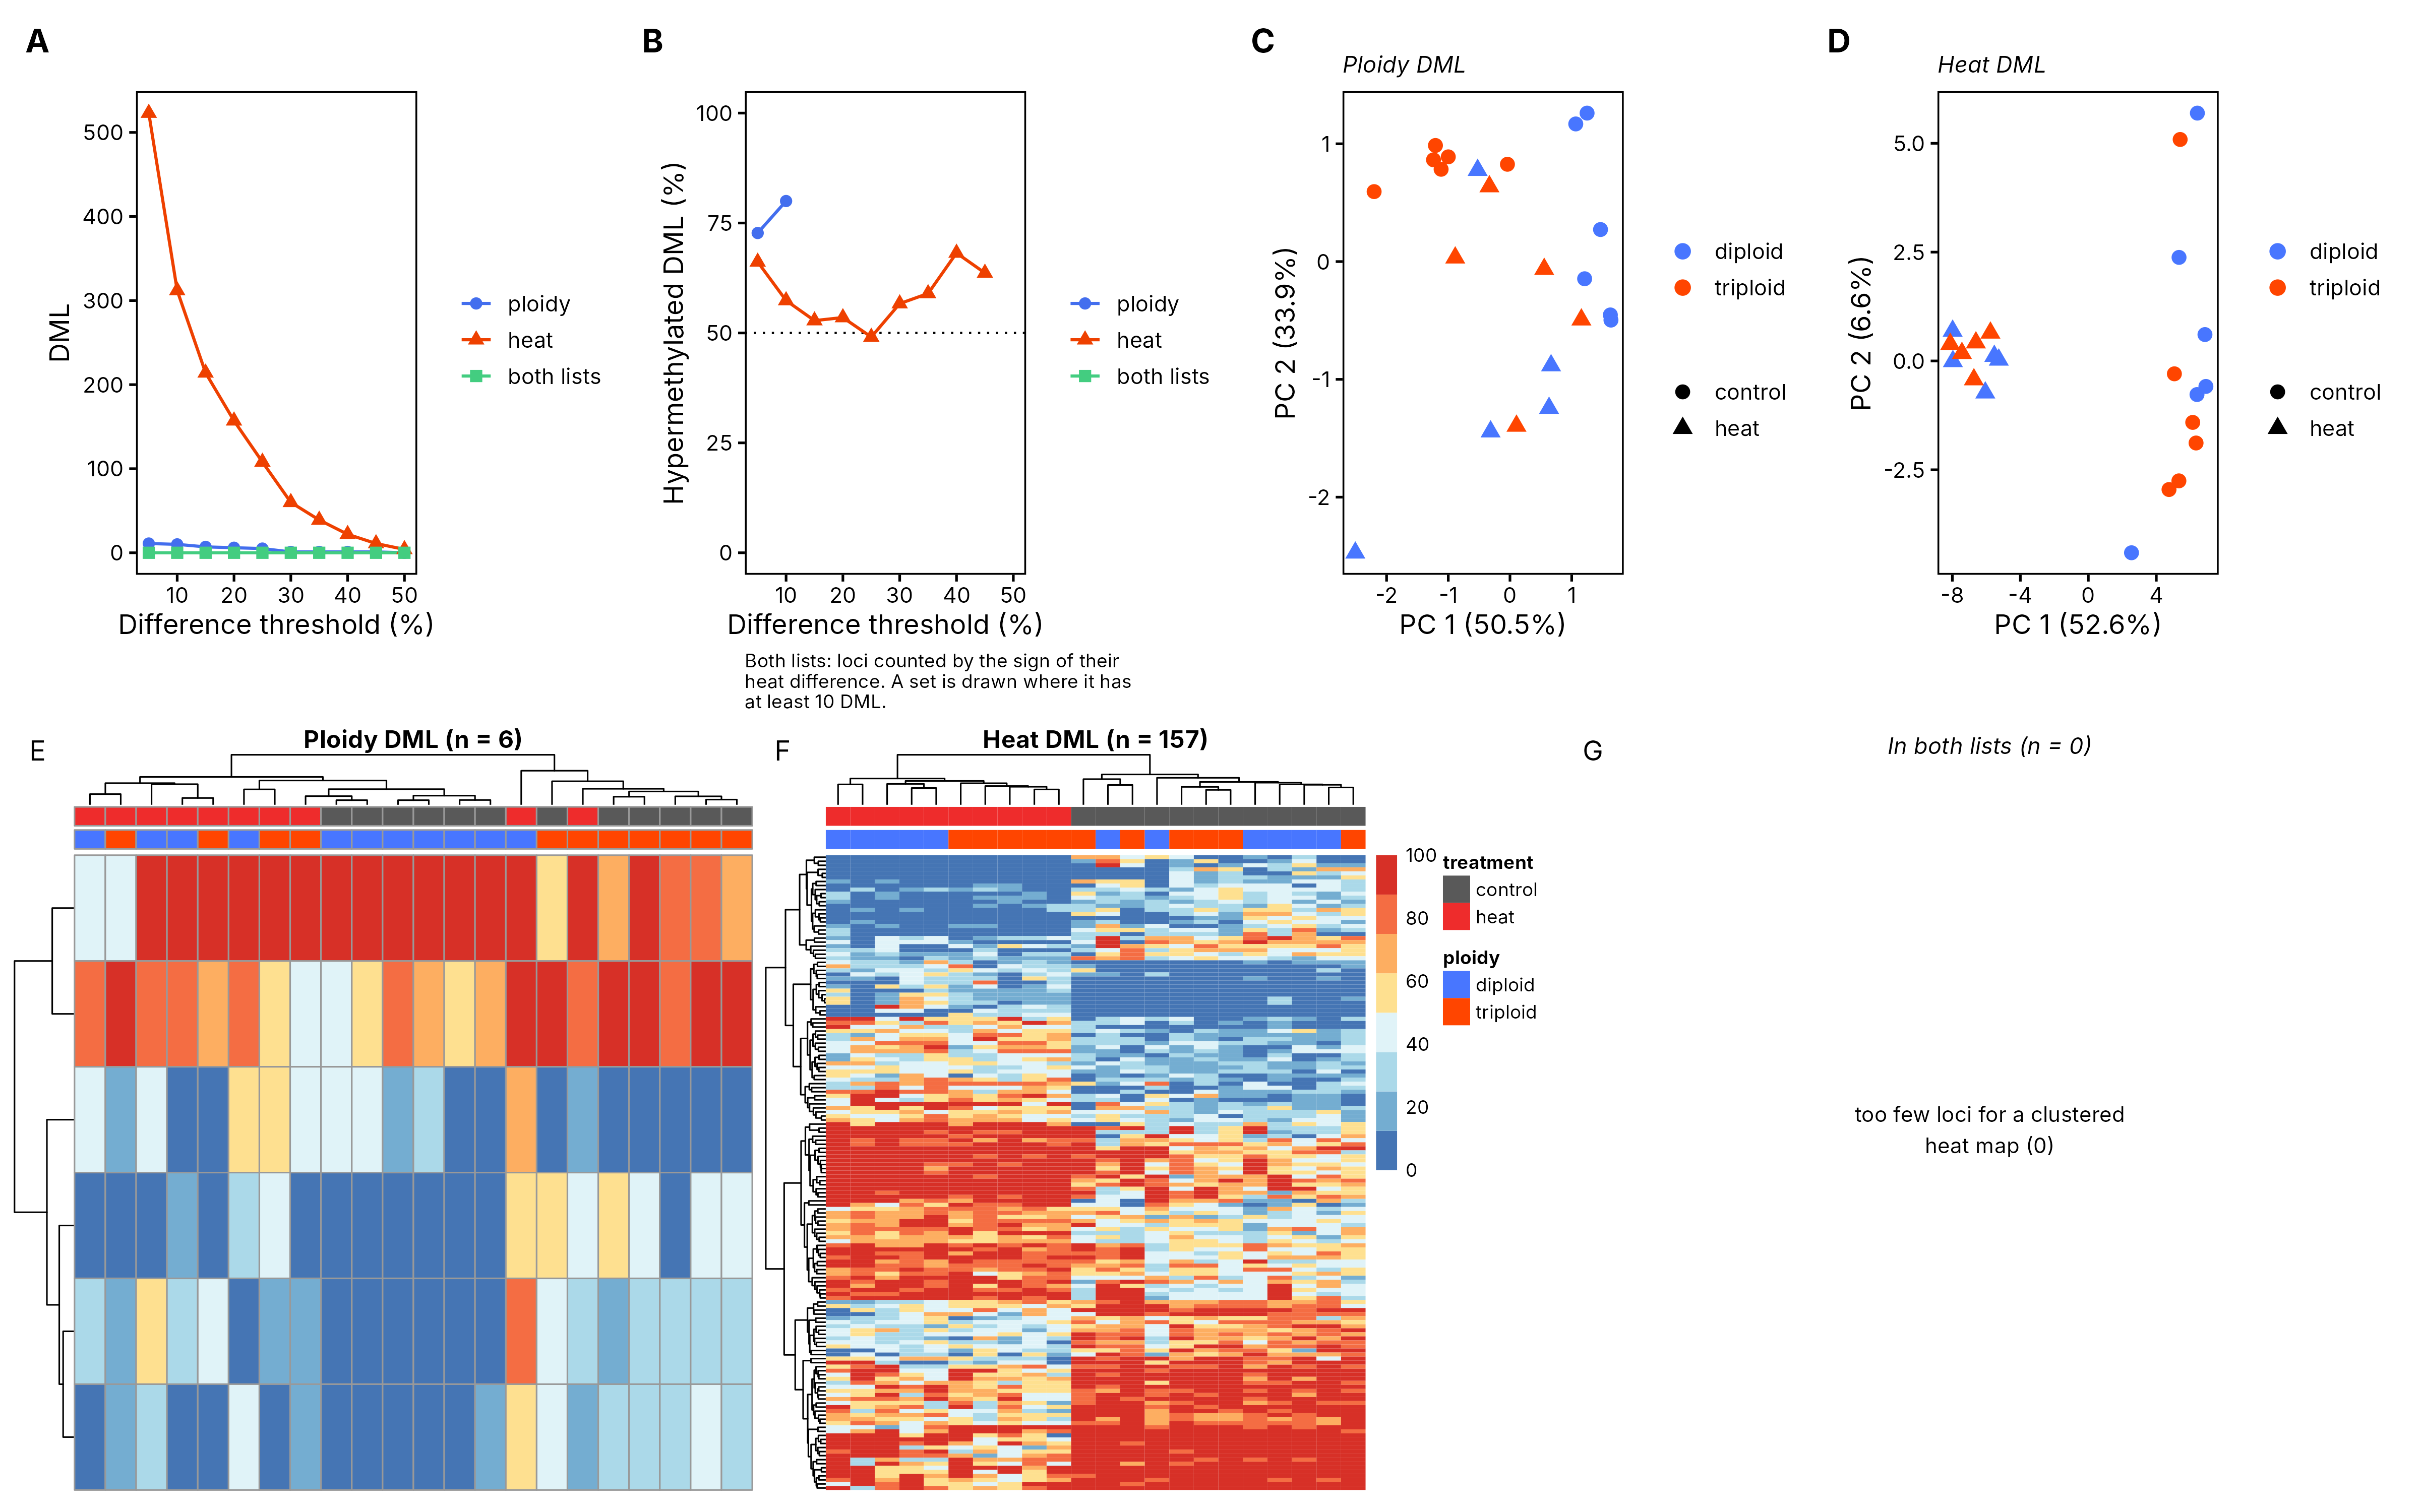 A
500
400
300
200
100
0
DML
10 20 30 40 50
Difference threshold (%)
ploidy
heat
both lists
B
100
75
50
25
0
Hypermethylated DML (%)
10 20 30 40 50
Difference threshold (%)
Both lists: loci counted by the sign of their
heat difference. A set is drawn where it has
at least 10 DML.
ploidy
heat
both lists
C
Ploidy DML
1
0
-1
-2
PC 2 (33.9%)
-2 -1 0 1
PC 1 (50.5%)
diploid
triploid
control
heat
D
Heat DML
5.0
2.5
0.0
-2.5
PC 2 (6.6%)
-8 -4 0 4
PC 1 (52.6%)
diploid
triploid
control
heat
E
Ploidy DML (n = 6)
F
Heat DML (n = 157)
100
80
60
40
20
0
treatment
control
heat
ploidy
diploid
triploid
G
In both lists (n = 0)
too few loci for a clustered
heat map (0)